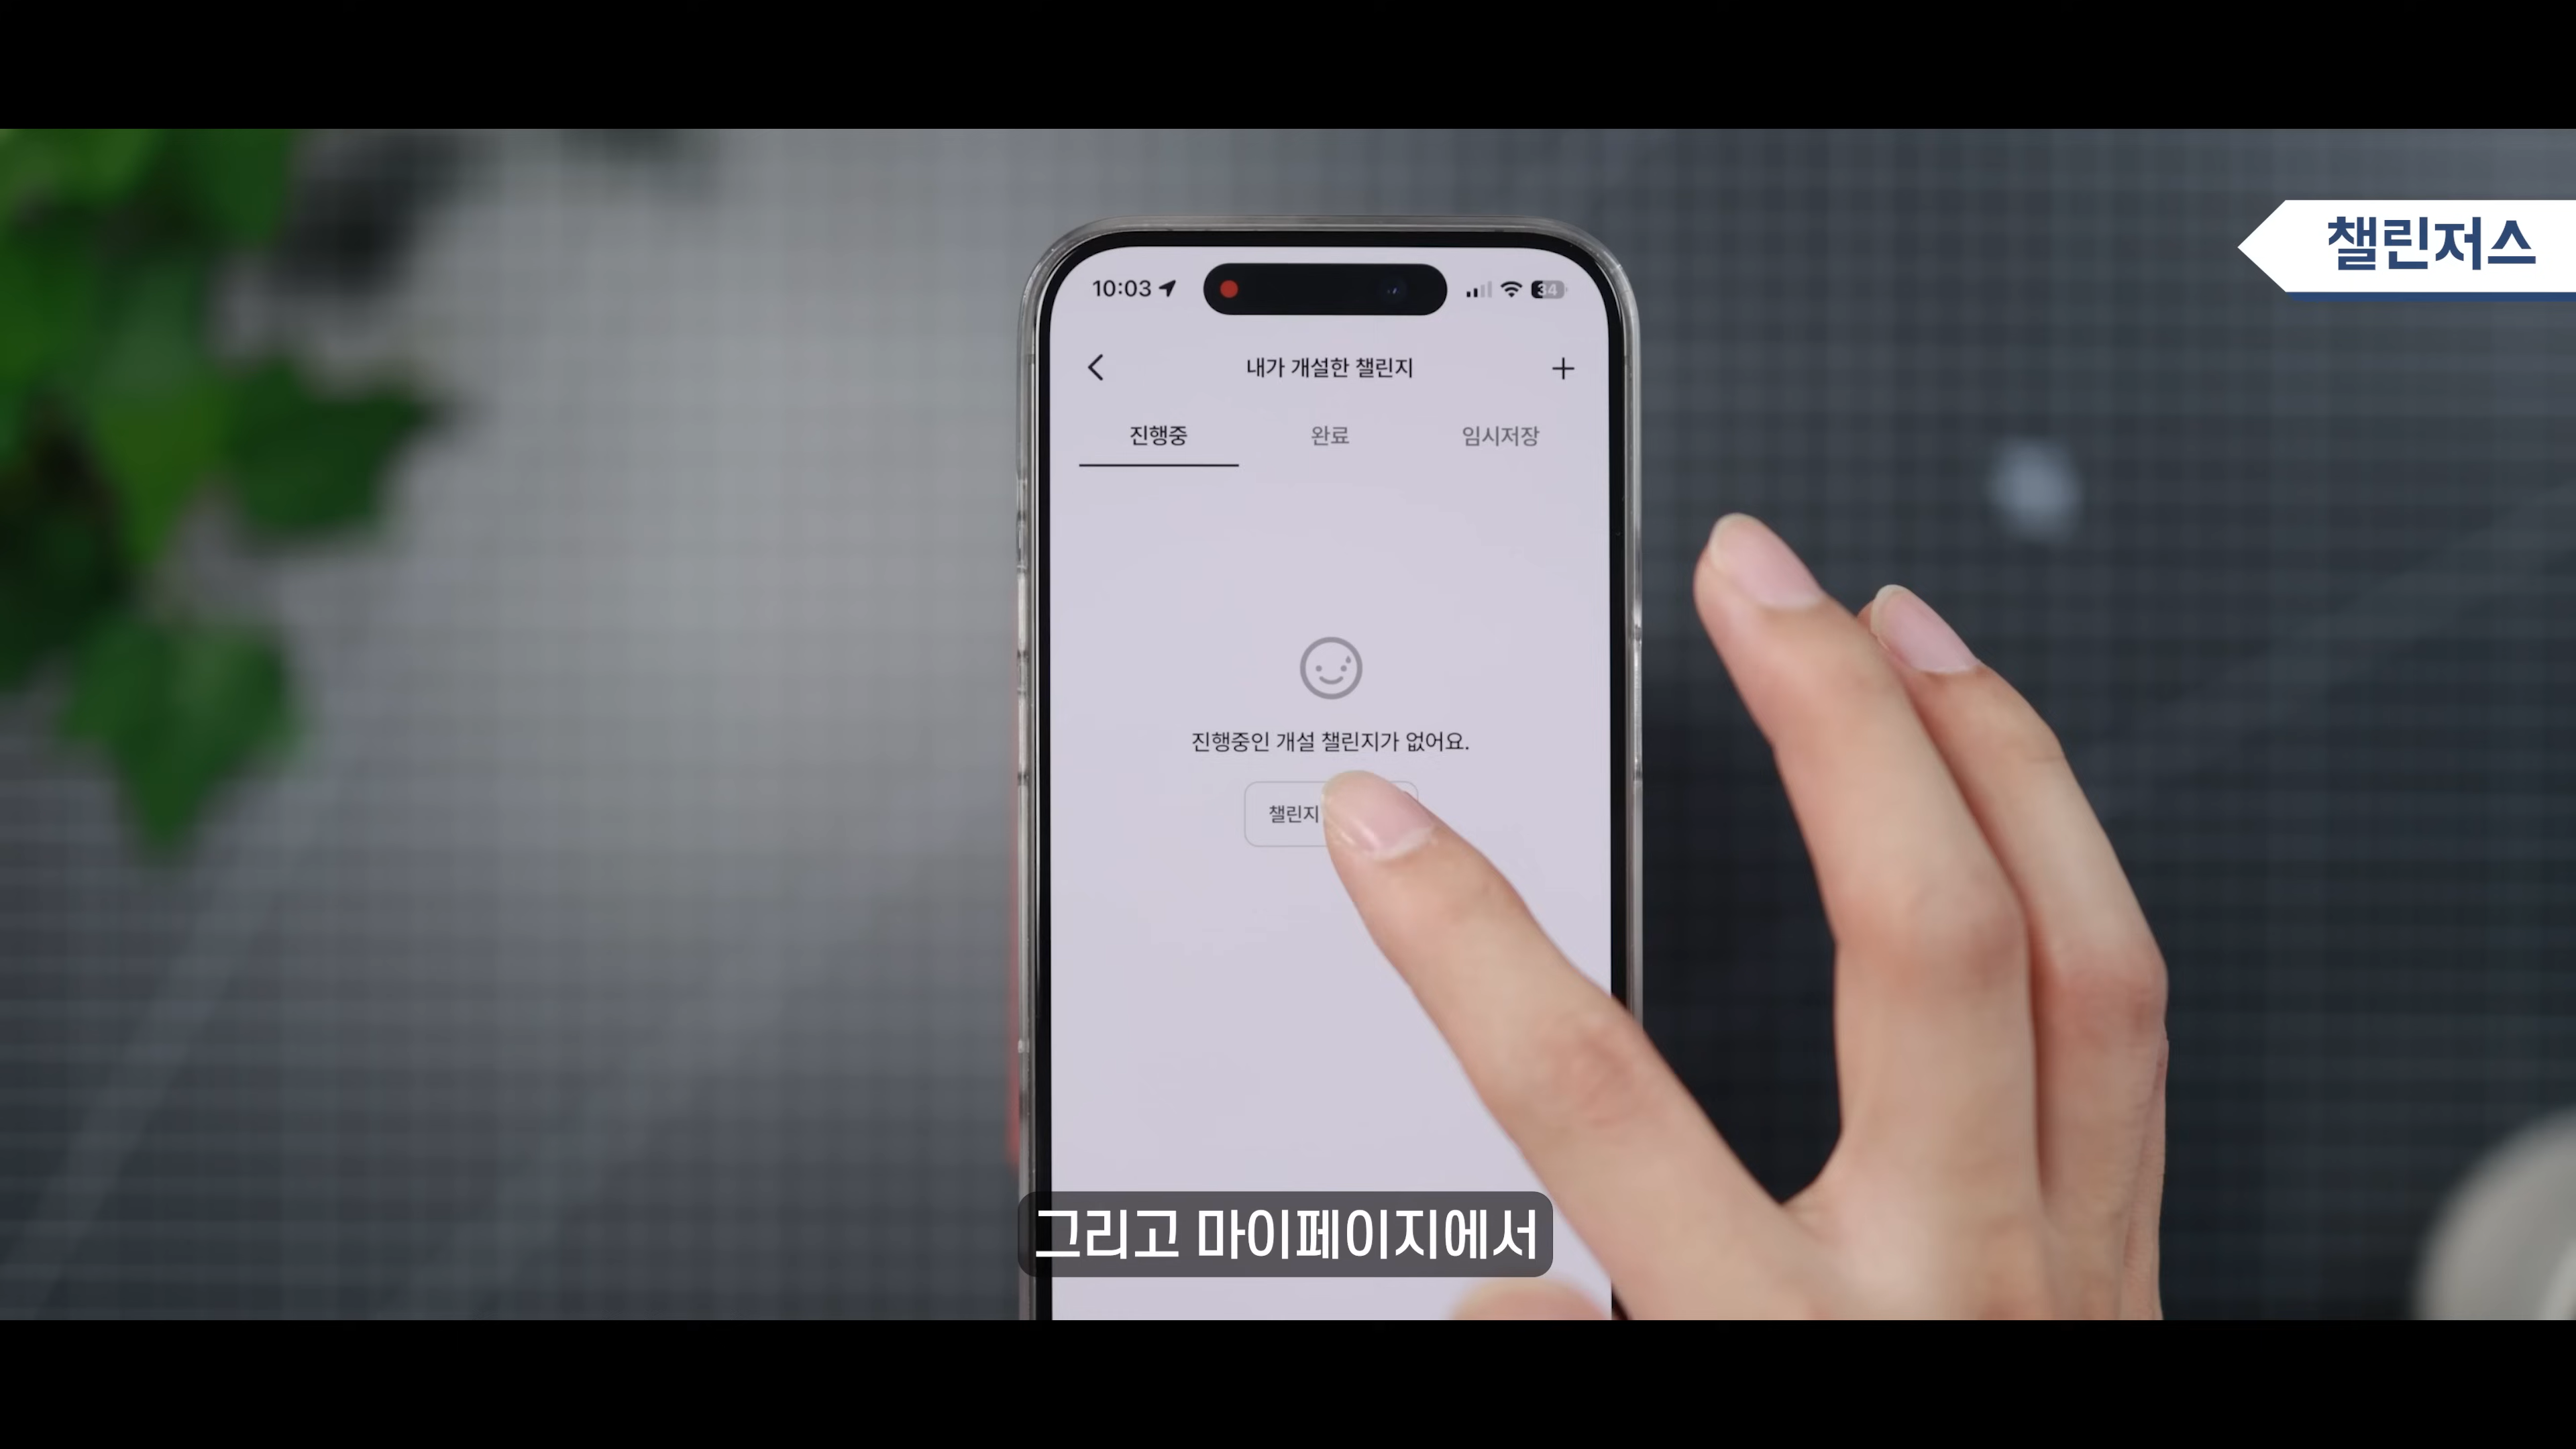 챌린저스
10:03
34
내가 개설한 챌린지
진행중 완료 임시저장
진행중인 개설 챌린지가 없어요.
챌린지
그리고 마이페이지에서